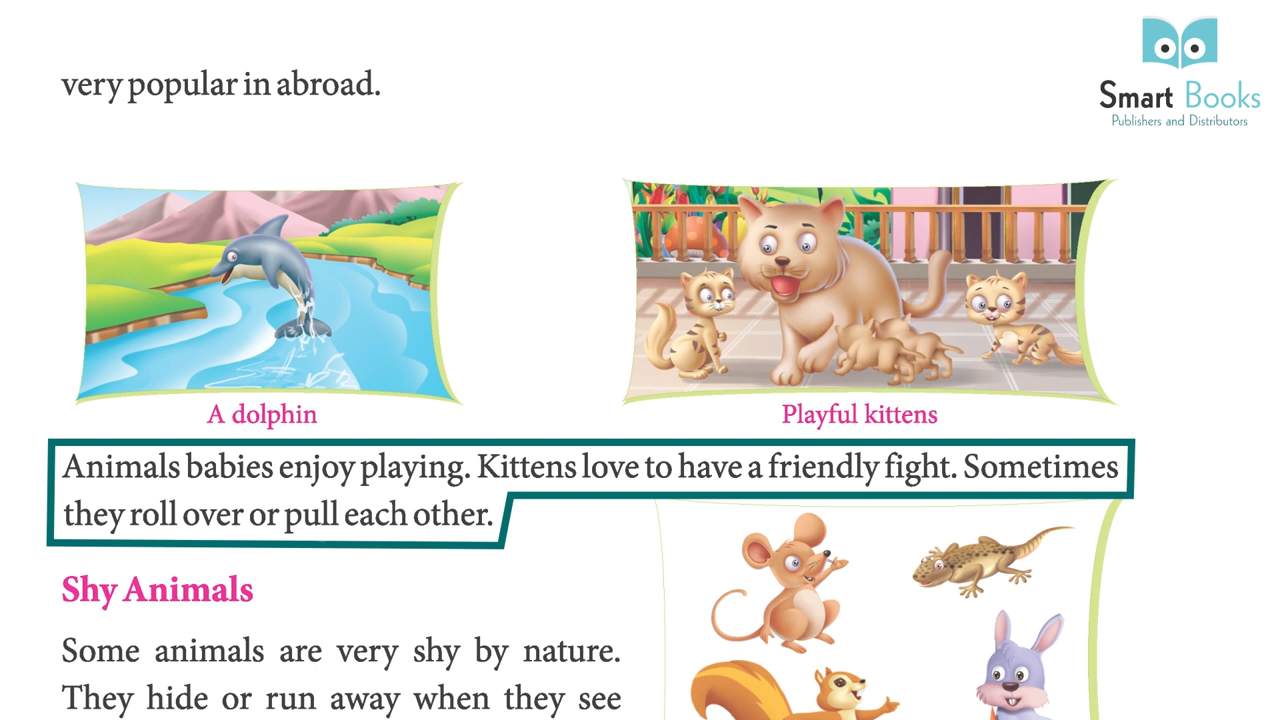 very popular in abroad.
Smart Books
Publishers and Distributors
A dolphin
Playful kittens
Animals babies enjoy playing. Kittens love to have a friendly fight. Sometimes
they roll over or pull each other.
Shy Animals
Some animals are very shy by nature.
They hide or run away when they see